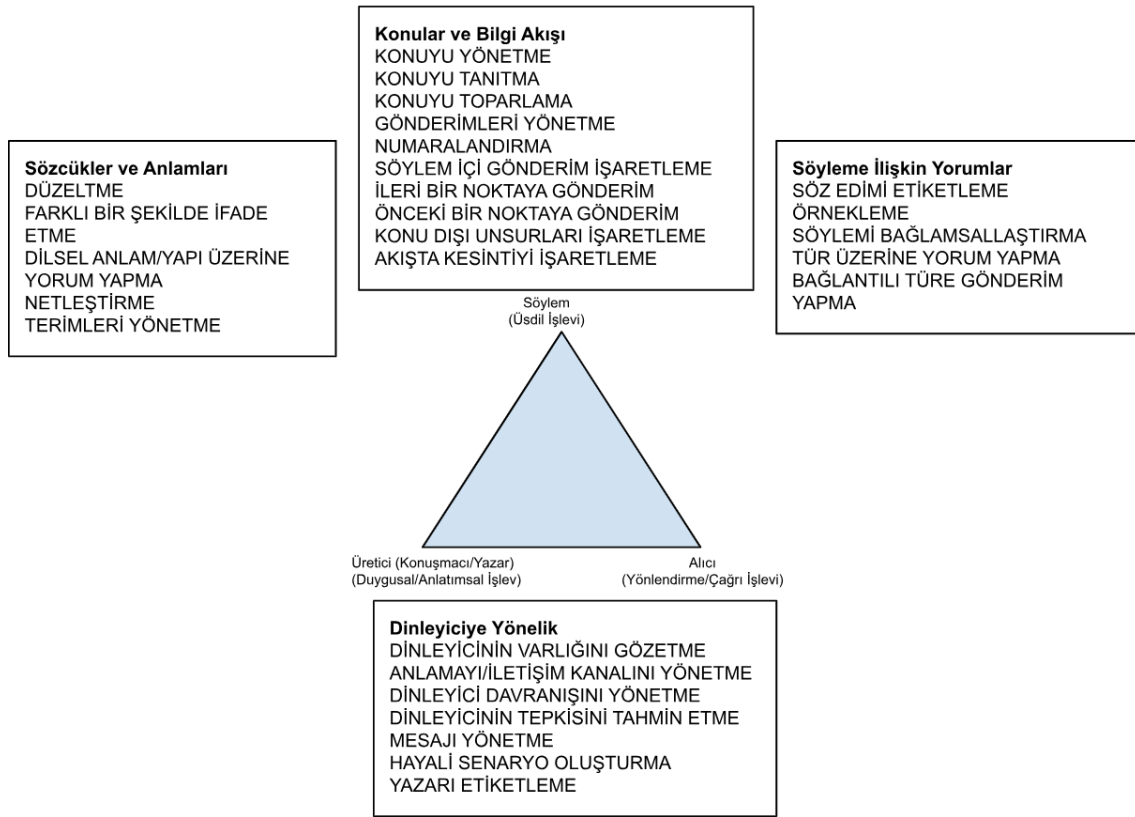 Konular ve Bilgi Akışı
KONUYU YÖNETME
KONUYU TANITMA
KONUYU TOPARLAMA
GÖNDERİMLERİ YÖNETME
NUMARALANDIRMA
SÖYLEM İÇİ GÖNDERİM İŞARETLEME
İLERİ BİR NOKTAYA GÖNDERİM
ÖNCEKİ BİR NOKTAYA GÖNDERİM
KONU DIŞI UNSURLARI İŞARETLEME
AKIŞTA KESİNTİYİ İŞARETLEME
Sözcükler ve Anlamları
DÜZELTME
FARKLI BİR ŞEKİLDE İFADE
ETME
DİLSEL ANLAM/YAPI ÜZERİNE
YORUM YAPMA
NETLEŞTİRME
TERİMLERİ YÖNETME
Söyleme İlişkin Yorumlar
SÖZ EDİMİ ETİKETLEME
ÖRNEKLEME
SÖYLEMİ BAĞLAMSALLAŞTIRMA
TÜR ÜZERİNE YORUM YAPMA
BAĞLANTILI TÜRE GÖNDERİM
YAPMA
Söylem
(Üsdil İşlevi)
Üretici (Konuşmacı/Yazar)
(Duygusal/Anlatımsal İşlev)
Alıcı
(Yönlendirme/Çağrı İşlevi)
Dinleyiciye Yönelik
DİNLEYİCİNİN VARLIĞINI GÖZETME
ANLAMAYI/İLETİŞİM KANALINI YÖNETME
DİNLEYİCİ DAVRANIŞINI YÖNETME
DİNLEYİCİNİN TEPKİSİNİ TAHMİN ETME
MESAJI YÖNETME
HAYALİ SENARYO OLUŞTURMA
YAZARI ETİKETLEME